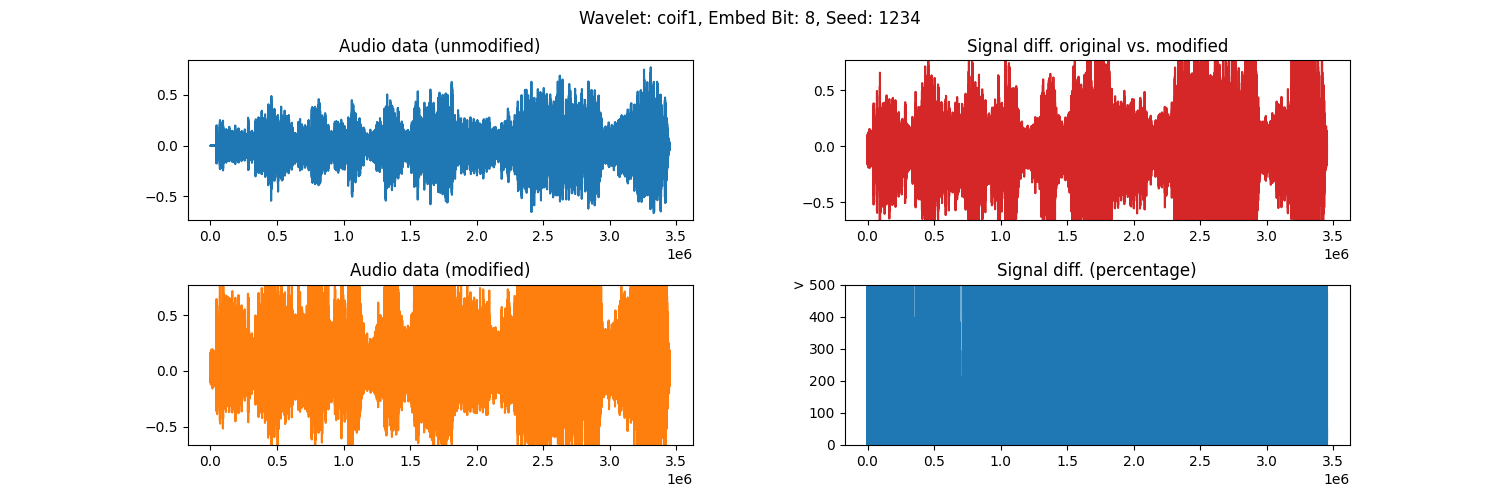 Wavelet: coif1, Embed Bit: 8, Seed: 1234
Audio data (unmodified)
0.5
0.0
−0.5
0.0 0.5 1.0 1.5 2.0 2.5 3.0 3.5
1e6
Signal diff. original vs. modified
0.5
0.0
−0.5
0.0 0.5 1.0 1.5 2.0 2.5 3.0 3.5
1e6
Audio data (modified)
0.5
0.0
−0.5
0.0 0.5 1.0 1.5 2.0 2.5 3.0 3.5
1e6
Signal diff. (percentage)
> 500
400
300
200
100
0
0.0 0.5 1.0 1.5 2.0 2.5 3.0 3.5
1e6